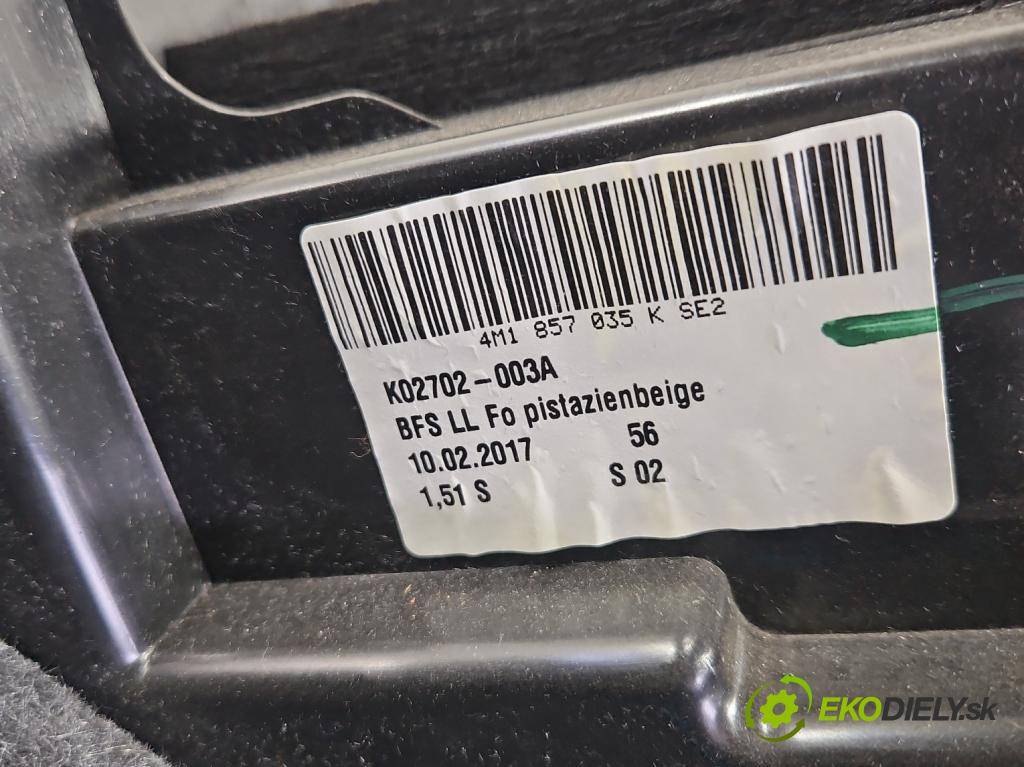 4M1 857 035 K SE2
K02702-003A
BFS LL Fo pistazienbeige
10.02.2017 56
1,51 S S 02
EKODIELY.sk